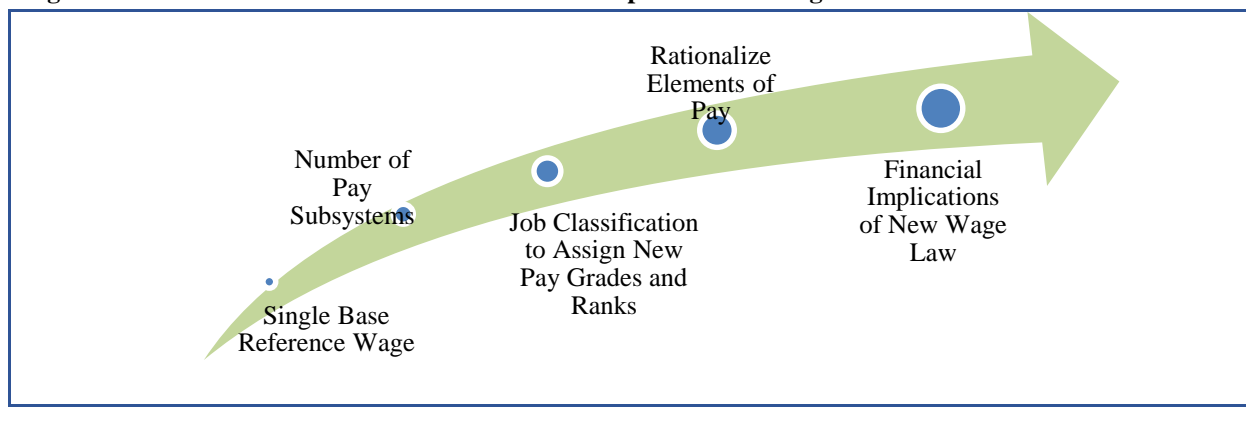 Single Base
Reference Wage
Number of
Pay
Subsystems
Job Classification
to Assign New
Pay Grades and
Ranks
Rationalize
Elements of
Pay
Financial
Implications
of New Wage
Law